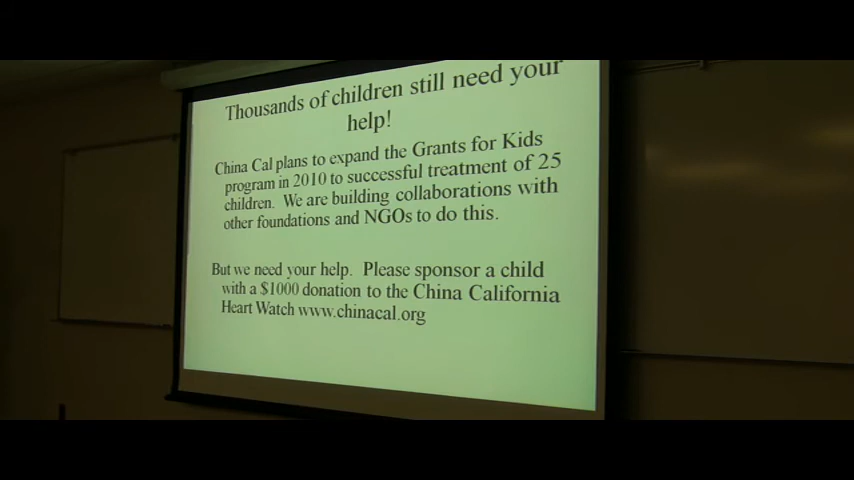 Thousands of children still need your
help!
China Cal plans to expand the Grants for Kids
program in 2010 to successful treatment of 25
children. We are building collaborations with
other foundations and NGOs to do this.
But we need your help. Please sponsor a child
with a $1000 donation to the China California
Heart Watch www.chinacal.org